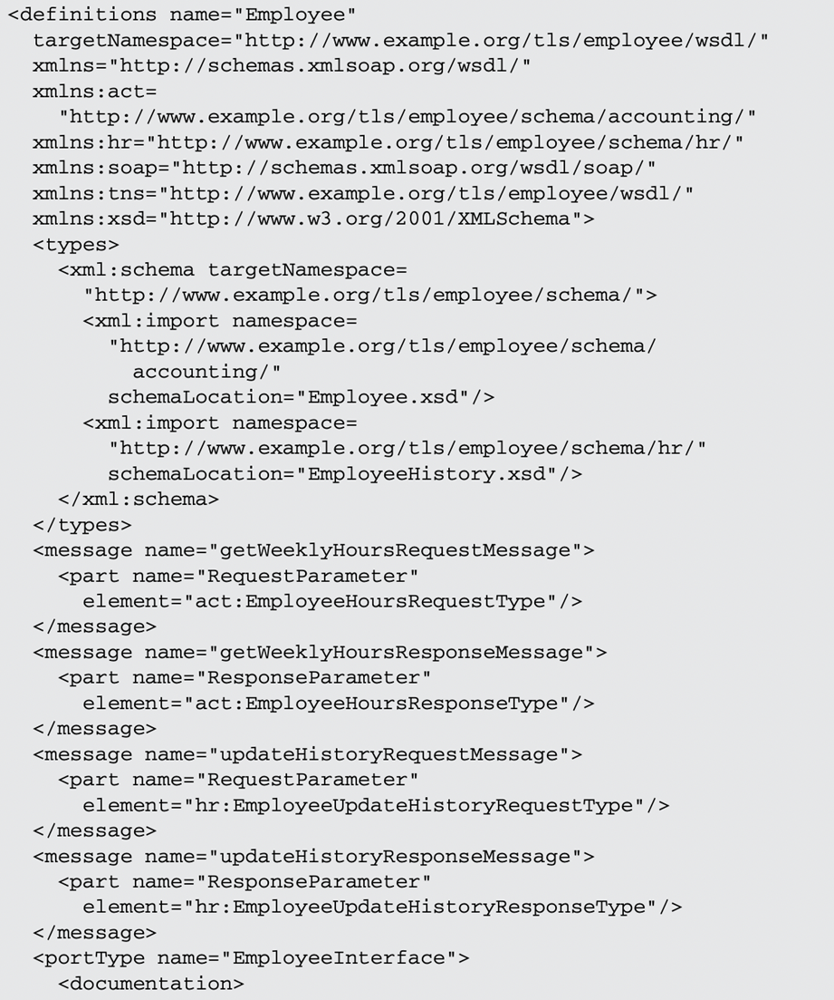 <definitions name="Employee"
targetNamespace="http://www.example.org/tls/employee/wsdl/"
xmlns="http://schemas.xmlsoap.org/wsdl/"
xmlns:act=
"http://www.example.org/tls/employee/schema/accounting/"
xmlns:hr="http://www.example.org/tls/employee/schema/hr/"
xmlns:soap="http://schemas.xmlsoap.org/wsdl/soap/"
xmlns:tns="http://www.example.org/tls/employee/wsdl/"
xmlns:xsd="http://www.w3.org/2001/XMLSchema">
<types>
<xml:schema targetNamespace=
"http://www.example.org/tls/employee/schema/">
<xml:import namespace=
"http://www.example.org/tls/employee/schema/
accounting/"
schemaLocation="Employee.xsd"/>
<xml:import namespace=
"http://www.example.org/tls/employee/schema/hr/"
schemaLocation="EmployeeHistory.xsd"/>
</xml:schema>
</types>
<message name="getWeeklyHoursRequestMessage">
<part name="RequestParameter"
element="act:EmployeeHoursRequestType"/>
</message>
<message name="getWeeklyHoursResponseMessage">
<part name="ResponseParameter"
element="act:EmployeeHoursResponseType"/>
</message>
<message name="updateHistoryRequestMessage">
<part name="RequestParameter"
element="hr:EmployeeUpdateHistoryRequestType"/>
</message>
<message name="updateHistoryResponseMessage">
<part name="ResponseParameter"
element="hr:EmployeeUpdateHistoryResponseType"/>
</message>
<portType name="EmployeeInterface">
<documentation>